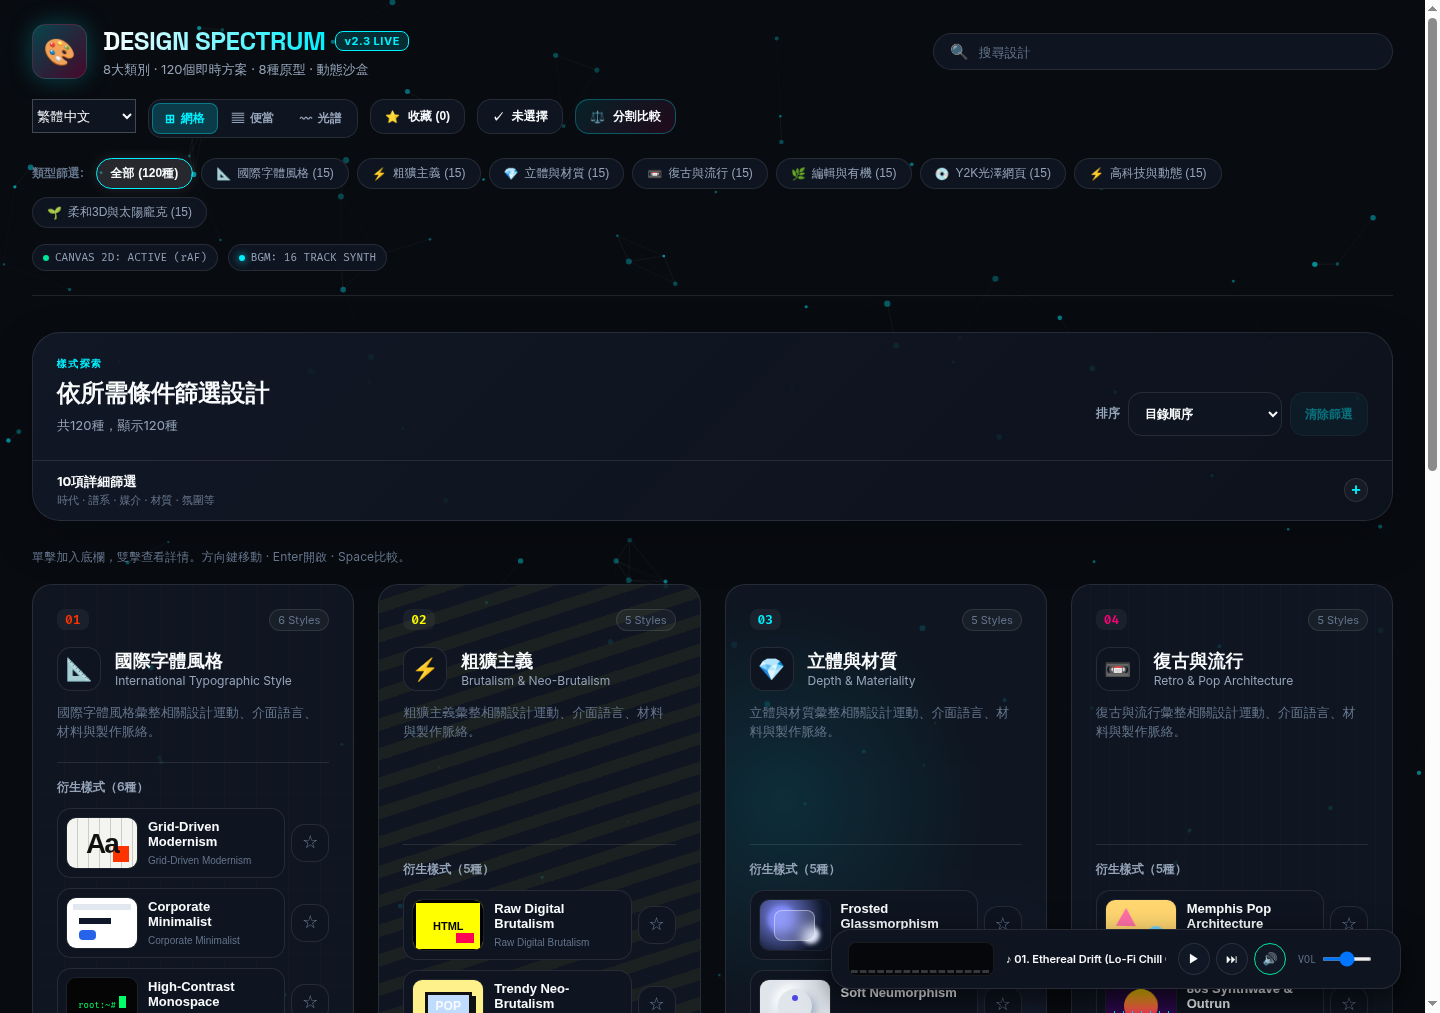 DESIGN SPECTRUM v2.3 LIVE
8大類別 · 120個即時方案 · 8種原型 · 動態沙盒
搜尋設計
繁體中文
網格
便當
光譜
收藏 (0)
✓ 未選擇
分割比較
類型篩選:
全部 (120種)
國際字體風格 (15)
粗獷主義 (15)
立體與材質 (15)
復古與流行 (15)
編輯與有機 (15)
Y2K光澤網頁 (15)
高科技與動態 (15)
柔和3D與太陽龐克 (15)
CANVAS 2D: ACTIVE (rAF)
BGM: 16 TRACK SYNTH
樣式探索
依所需條件篩選設計
共120種，顯示120種
排序
目錄順序
清除篩選
10項詳細篩選
時代 · 譜系 · 媒介 · 材質 · 氛圍等
+
單擊加入底欄，雙擊查看詳情。方向鍵移動 · Enter開啟 · Space比較。
01
6 Styles
國際字體風格
International Typographic Style
國際字體風格彙整相關設計運動、介面語言、
材料與製作脈絡。
衍生樣式（6種）
Aa
Grid-Driven
Modernism
Grid-Driven Modernism
Corporate
Minimalist
Corporate Minimalist
root:~#
High-Contrast
Monospace
02
5 Styles
粗獷主義
Brutalism & Neo-Brutalism
粗獷主義彙整相關設計運動、介面語言、材料
與製作脈絡。
衍生樣式（5種）
HTML
Raw Digital
Brutalism
Raw Digital Brutalism
POP
Trendy Neo-
Brutalism
03
5 Styles
立體與材質
Depth & Materiality
立體與材質彙整相關設計運動、介面語言、材
料與製作脈絡。
衍生樣式（5種）
Frosted
Glassmorphism
Soft Neumorphism
04
5 Styles
復古與流行
Retro & Pop Architecture
復古與流行彙整相關設計運動、介面語言、材
料與製作脈絡。
衍生樣式（5種）
Memphis Pop
Architecture
80s Synthwave &
Outrun
♪ 01. Ethereal Drift (Lo-Fi Chill
VOL